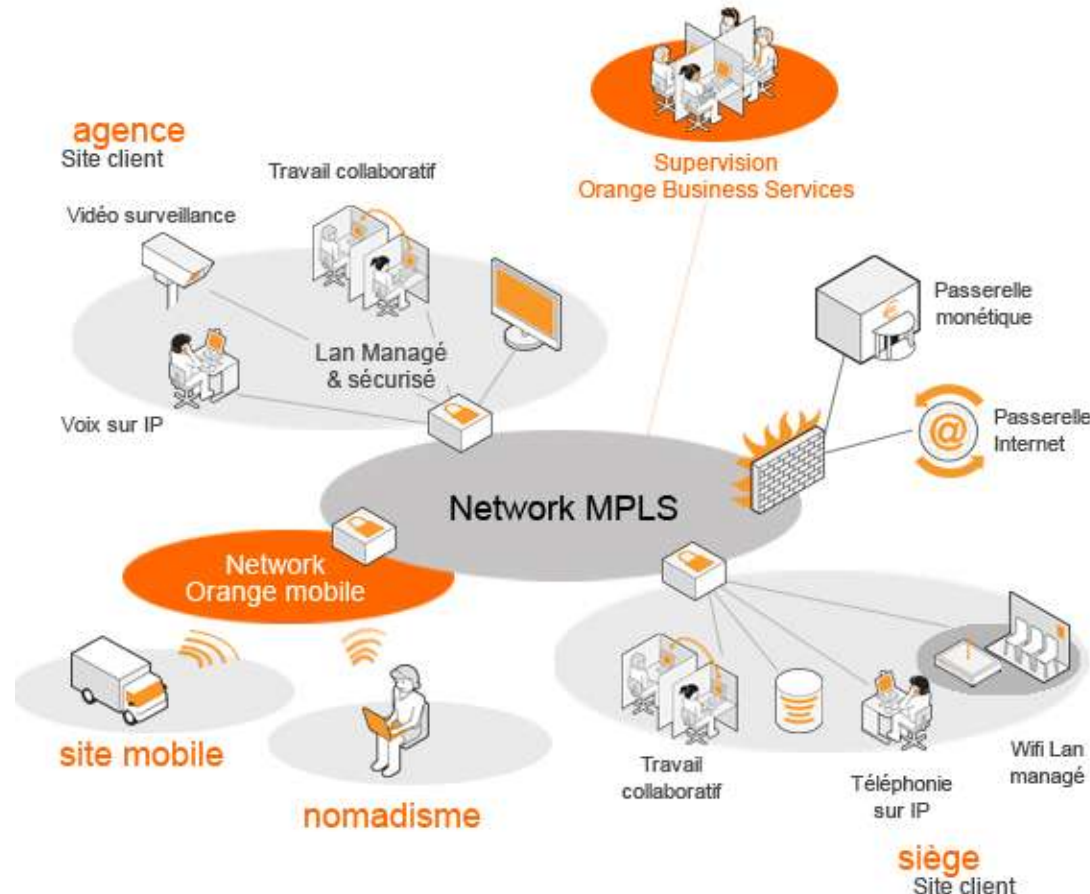 agence
Site client
Travail collaboratif
Vidéo surveillance
Supervision
Orange Business Services
Passerelle
monétique
Lan Managé
& sécurisé
Voix sur IP
Passerelle
Internet
@
Network MPLS
Network
Orange mobile
site mobile
nomadisme
Travail
collaboratif
Téléphonie
sur IP
Wifi Lan
managé
siège
Site client